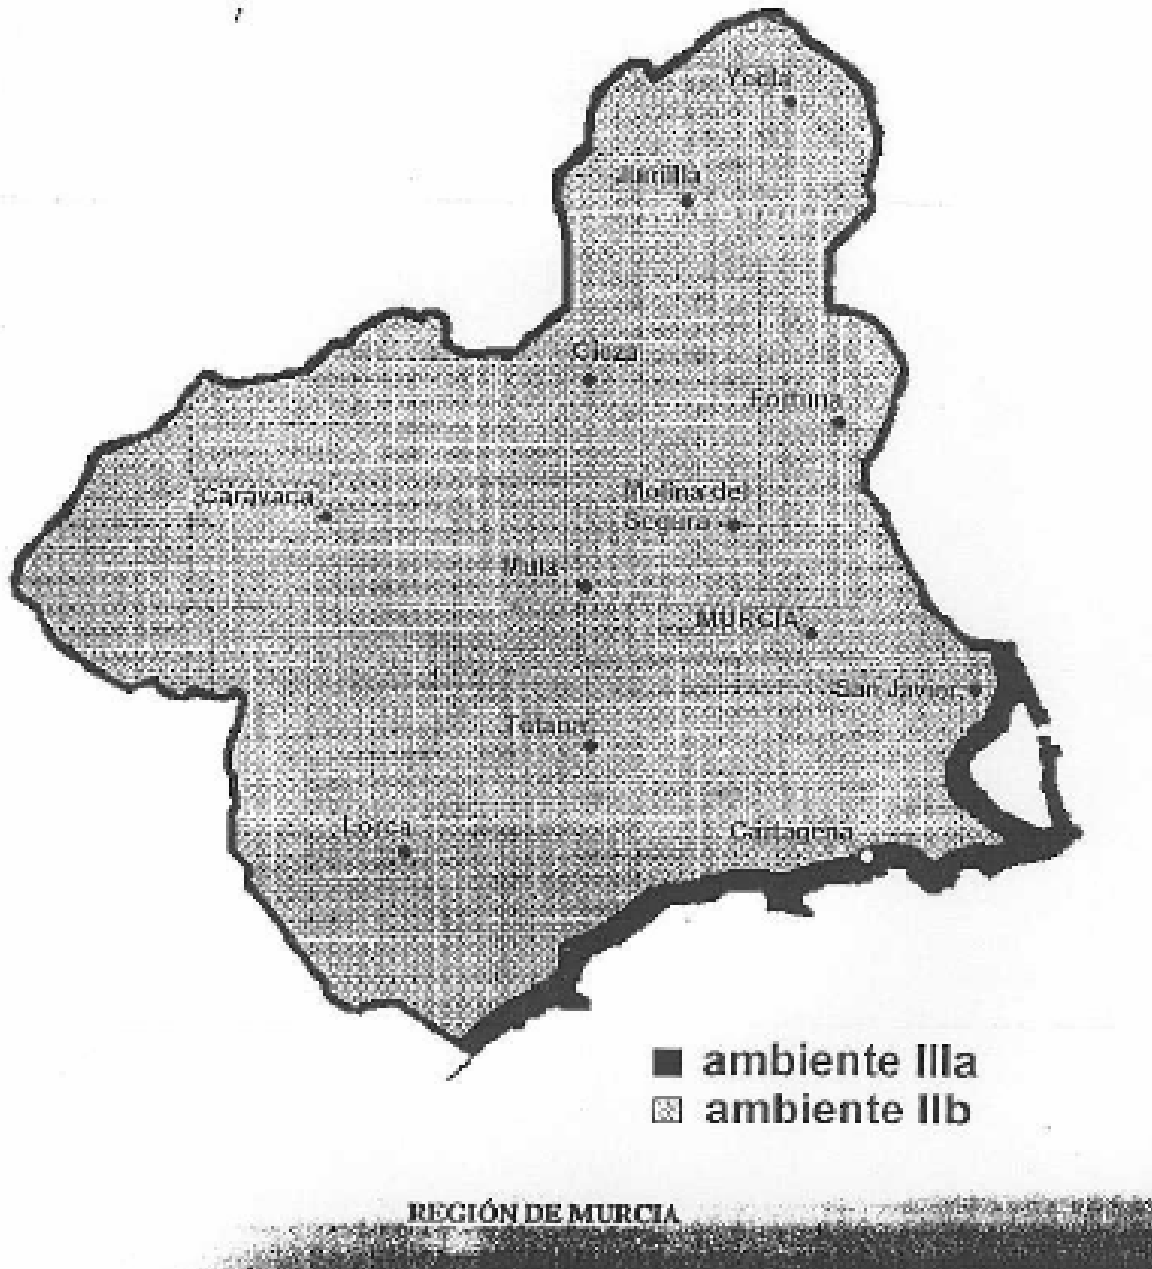 Yecla
Jumilla
Cieza
Fortuna
Caravaca
Molina de
Segura
Mula
MURCIA
San Javier
Totana
Lorca
Cartagena
ambiente IIIa
ambiente IIb
REGIÓN DE MURCIA